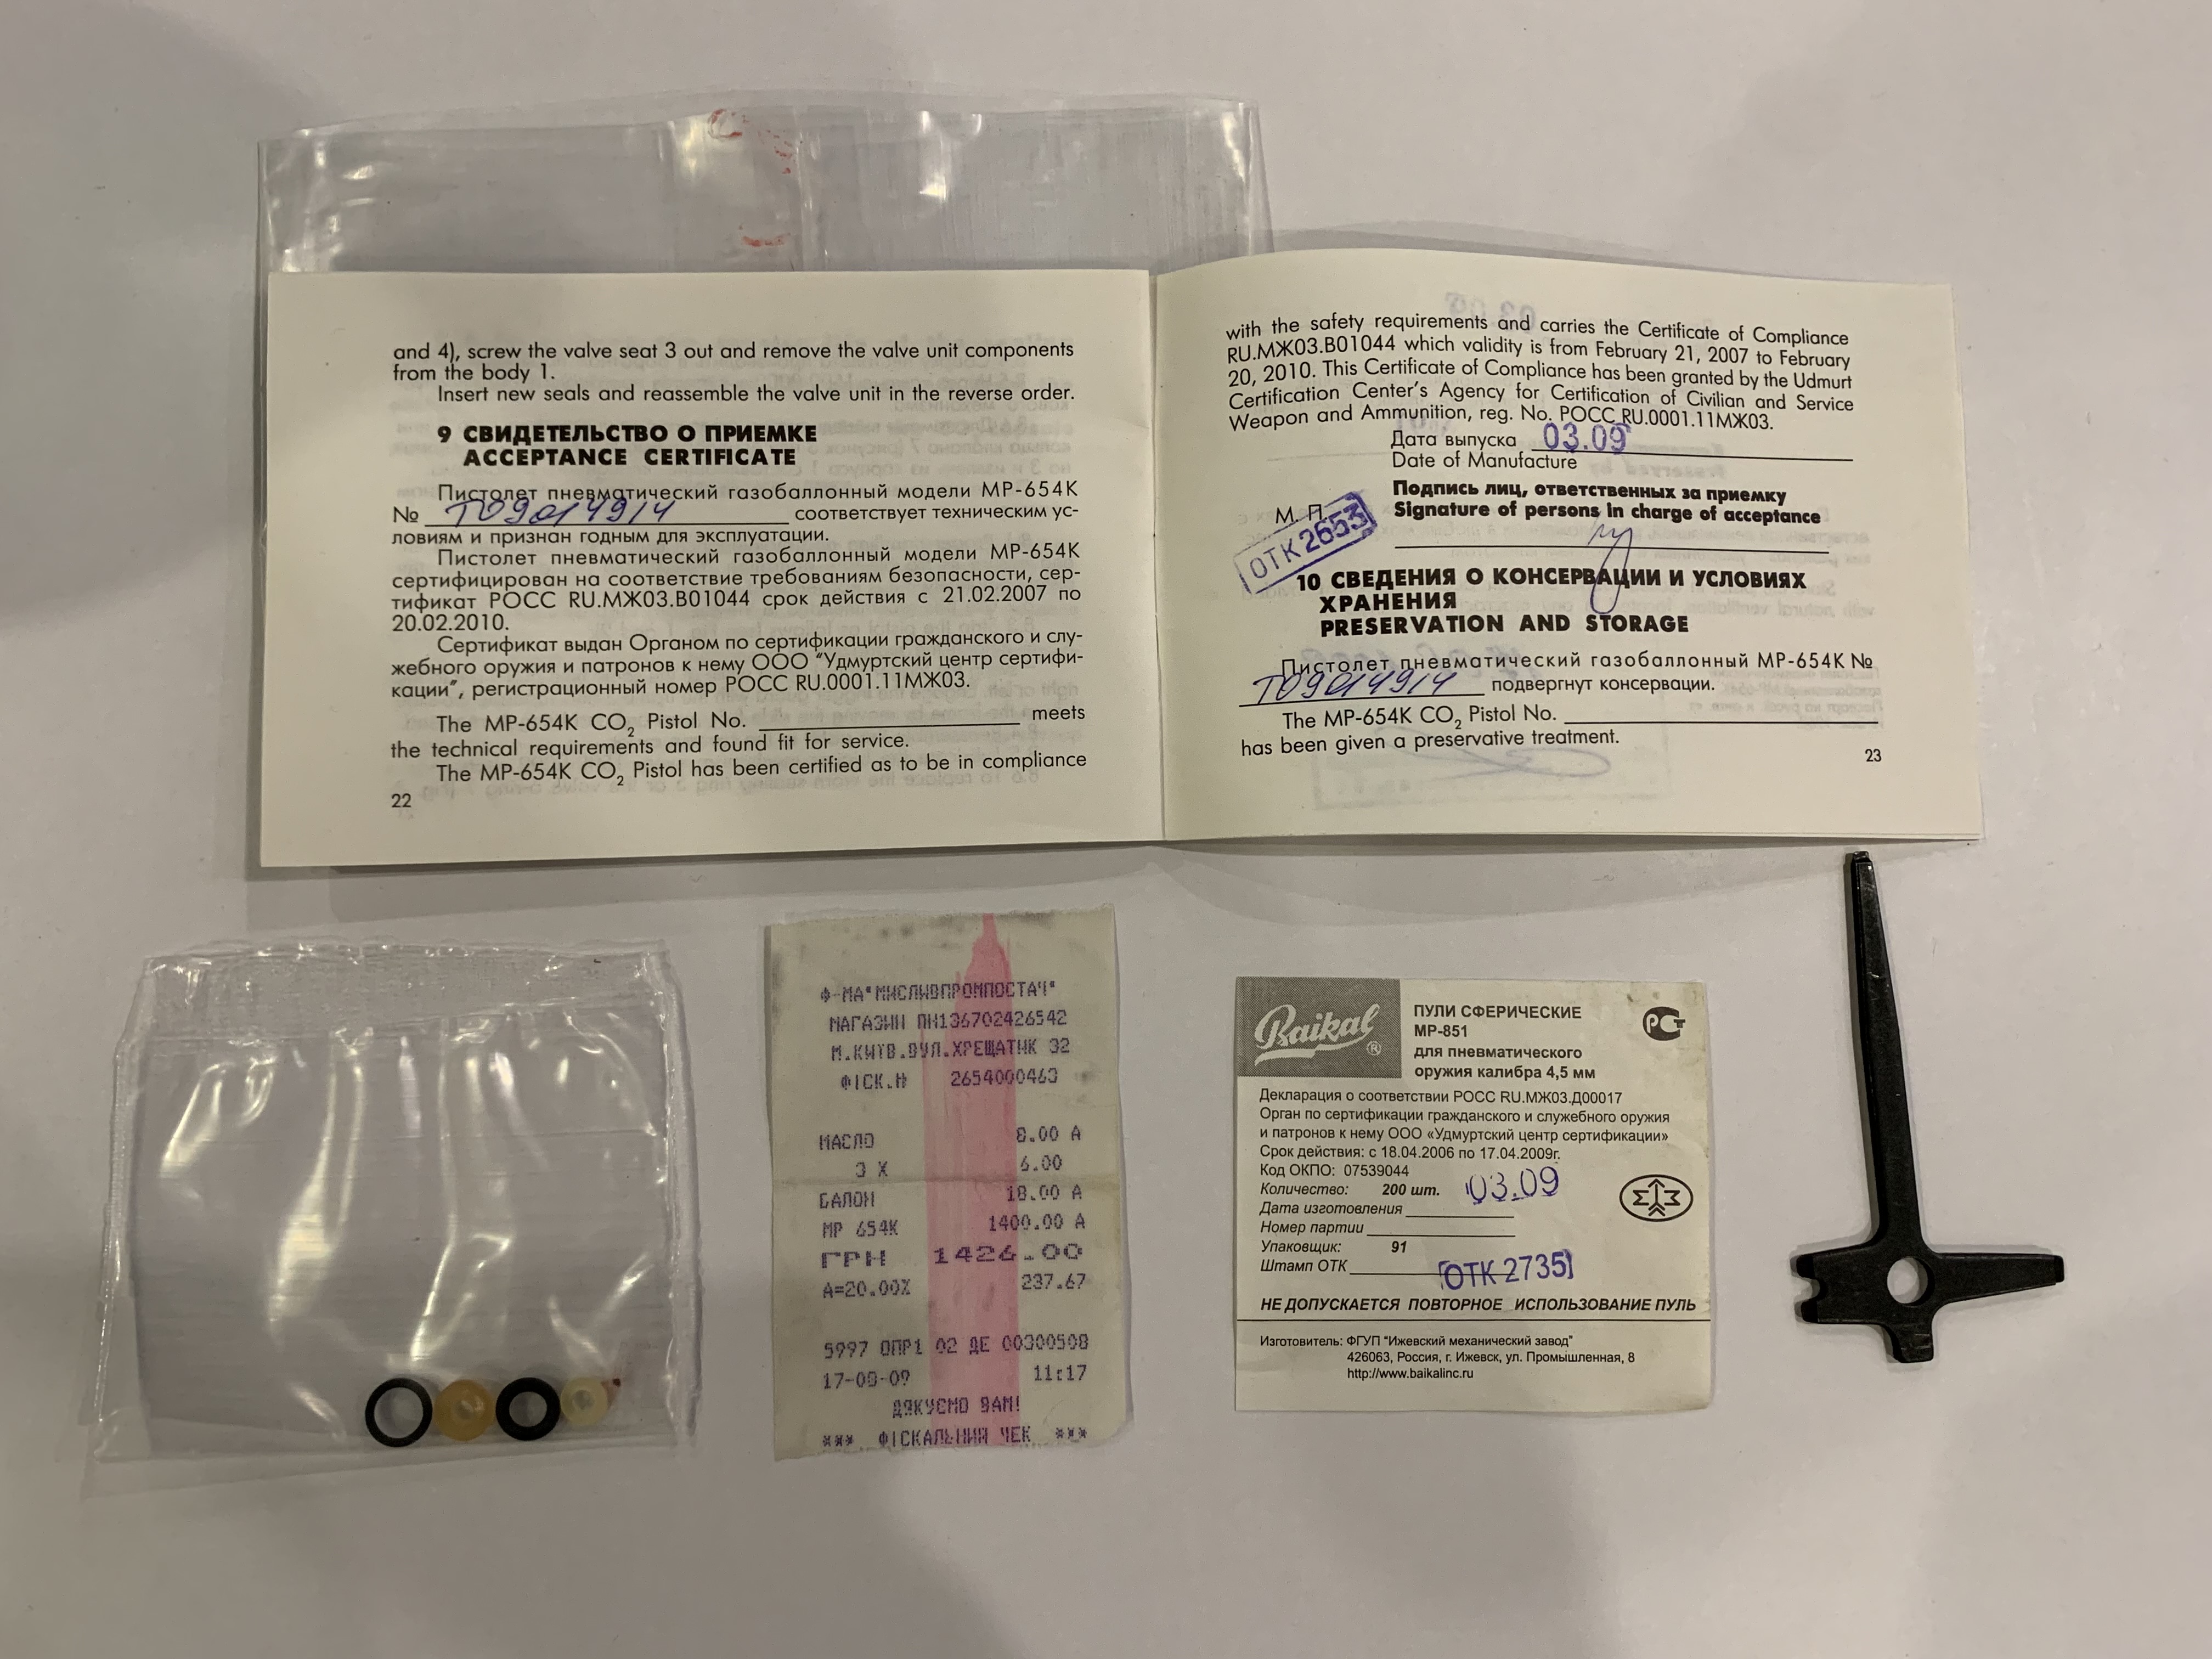 and 4), screw the valve seat 3 out and remove the valve unit components
from the body 1.
Insert new seals and reassemble the valve unit in the reverse order.
9 СВИДЕТЕЛЬСТВО О ПРИЕМКЕ
ACCEPTANCE CERTIFICATE
Пистолет пневматический газобаллонный модели МР-654К
№ Т09014914 соответствует техническим ус-
ловиям и признан годным для эксплуатации.
Пистолет пневматический газобаллонный модели МР-654К
сертифицирован на соответствие требованиям безопасности, сер-
тификат РОСС RU.МЖ03.В01044 срок действия с 21.02.2007 по
20.02.2010.
Сертификат выдан Органом по сертификации гражданского и слу-
жебного оружия и патронов к нему ООО "Удмуртский центр сертифи-
кации", регистрационный номер РОСС RU.0001.11МЖ03.
The MP-654K CO2 Pistol No. meets
the technical requirements and found fit for service.
The MP-654K CO2 Pistol has been certified as to be in compliance
22
with the safety requirements and carries the Certificate of Compliance
RU.МЖ03.В01044 which validity is from February 21, 2007 to February
20, 2010. This Certificate of Compliance has been granted by the Udmurt
Certification Center's Agency for Certification of Civilian and Service
Weapon and Ammunition, reg. No. РОСС RU.0001.11МЖ03.
Дата выпуска 03.09
Date of Manufacture
Подпись лиц, ответственных за приемку
М. П. Signature of persons in charge of acceptance
ОТК 2653
10 СВЕДЕНИЯ О КОНСЕРВАЦИИ И УСЛОВИЯХ
ХРАНЕНИЯ
PRESERVATION AND STORAGE
Пистолет пневматический газобаллонный МР-654К №
Т09014914 подвергнут консервации.
The MP-654K CO2 Pistol No.
has been given a preservative treatment.
23
Ф-МА"МИСЛИВПРОМПОСТАЧ"
МАГАЗИН ПН136702426542
М.КИЇВ.ВУЛ.ХРЕЩАТИК 32
ФІСК.№ 2654000463
МАСЛО 8.00 А
3 X 6.00
БАЛОН 18.00 А
МР 654К 1400.00 А
ГРН 1426.00
А=20.00% 237.67
5997 ОПР1 02 ДЕ 00300508
11:17
ДЯКУЄМО ВАМ!
*** ФІСКАЛЬНИЙ ЧЕК ***
Baikal ®
ПУЛИ СФЕРИЧЕСКИЕ
МР-851
для пневматического
оружия калибра 4,5 мм
РСТ
Декларация о соответствии РОСС RU.МЖ03.Д00017
Орган по сертификации гражданского и служебного оружия
и патронов к нему ООО «Удмуртский центр сертификации»
Срок действия: с 18.04.2006 по 17.04.2009г.
Код ОКПО: 07539044
Количество: 200 шт. 03.09
Дата изготовления
Номер партии
Упаковщик: 91
Штамп ОТК ОТК 2735
НЕ ДОПУСКАЕТСЯ ПОВТОРНОЕ ИСПОЛЬЗОВАНИЕ ПУЛЬ
Изготовитель: ФГУП "Ижевский механический завод"
426063, Россия, г. Ижевск, ул. Промышленная, 8
http://www.baikalinc.ru